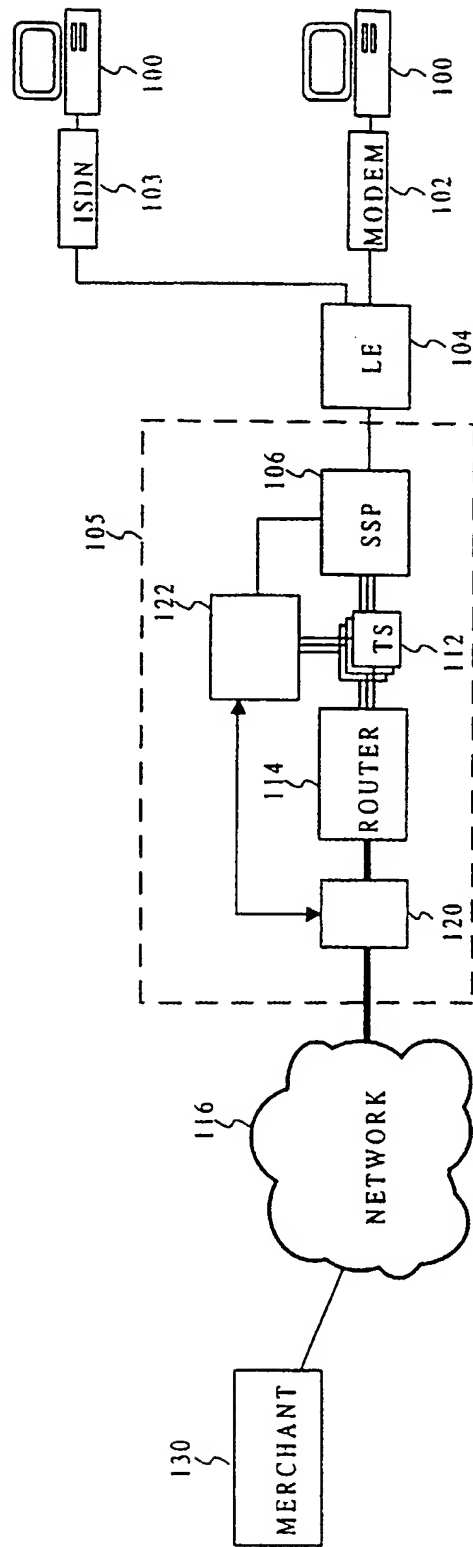 100
ISDN
103
100
MODEM
102
LE
104
105
106
SSP
122
TS
112
114
ROUTER
120
116
NETWORK
130
MERCHANT